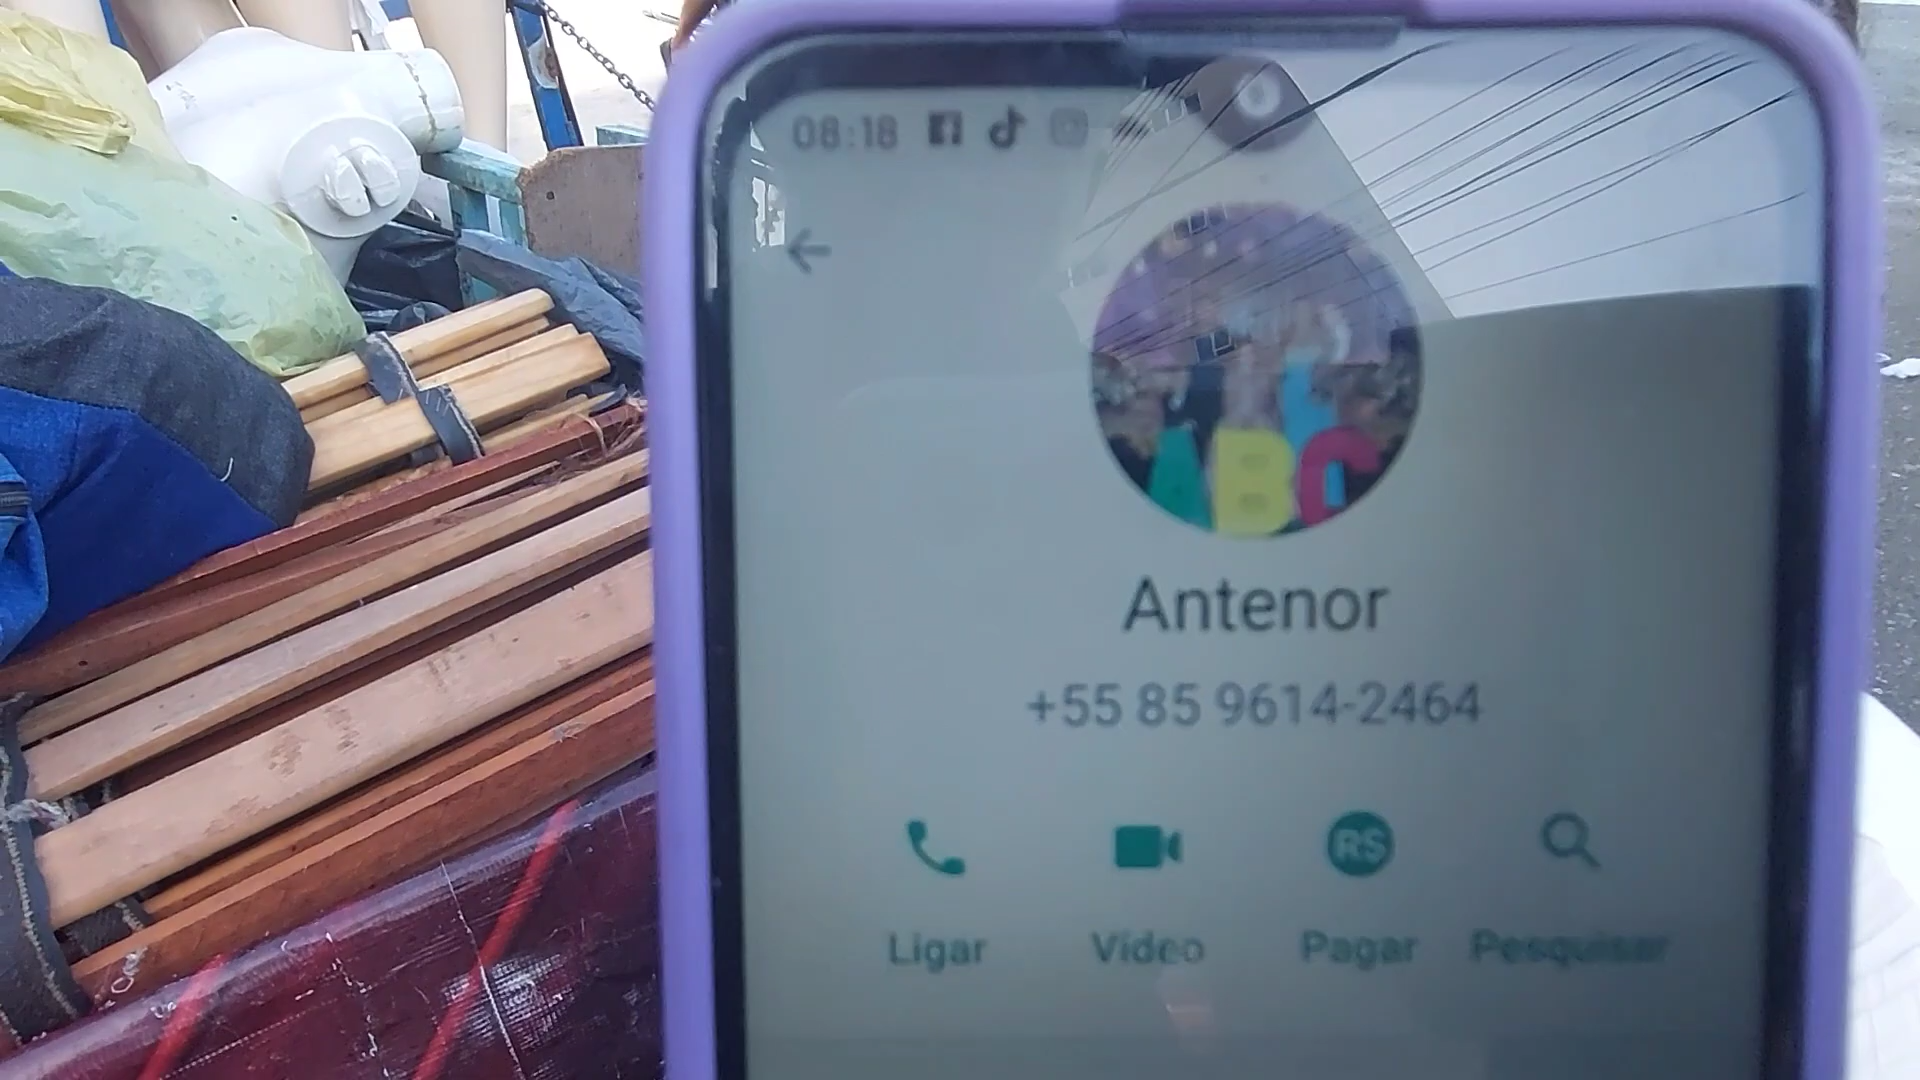 08:18
ABC
Antenor
+55 85 9614-2464
Ligar Vídeo Pagar Pesquisar
R$